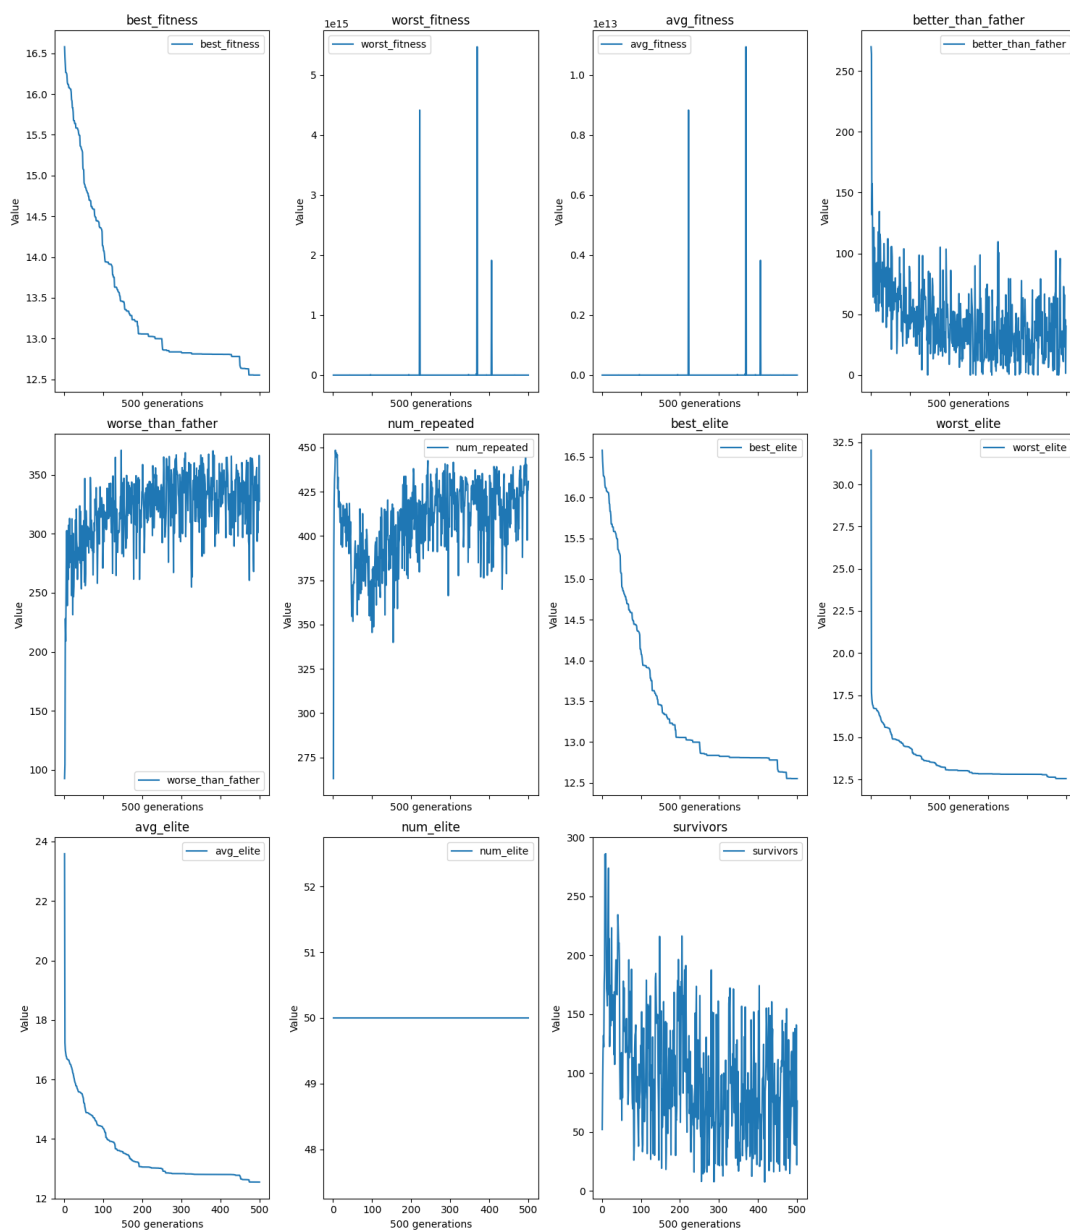 best_fitness
best_fitness
16.5
16.0
15.5
15.0
14.5
14.0
13.5
13.0
12.5
Value
500 generations
worst_fitness
1e15
worst_fitness
5
4
3
2
1
0
Value
500 generations
avg_fitness
1e13
avg_fitness
1.0
0.8
0.6
0.4
0.2
0.0
Value
500 generations
better_than_father
better_than_father
250
200
150
100
50
0
Value
500 generations
worse_than_father
350
300
250
200
150
100
Value
worse_than_father
500 generations
num_repeated
num_repeated
450
425
400
375
350
325
300
275
Value
500 generations
best_elite
best_elite
16.5
16.0
15.5
15.0
14.5
14.0
13.5
13.0
12.5
Value
500 generations
worst_elite
worst_elite
32.5
30.0
27.5
25.0
22.5
20.0
17.5
15.0
12.5
Value
500 generations
avg_elite
avg_elite
24
22
20
18
16
14
12
Value
0 100 200 300 400 500
500 generations
num_elite
num_elite
52
51
50
49
48
Value
0 100 200 300 400 500
500 generations
survivors
survivors
300
250
200
150
100
50
0
Value
0 100 200 300 400 500
500 generations